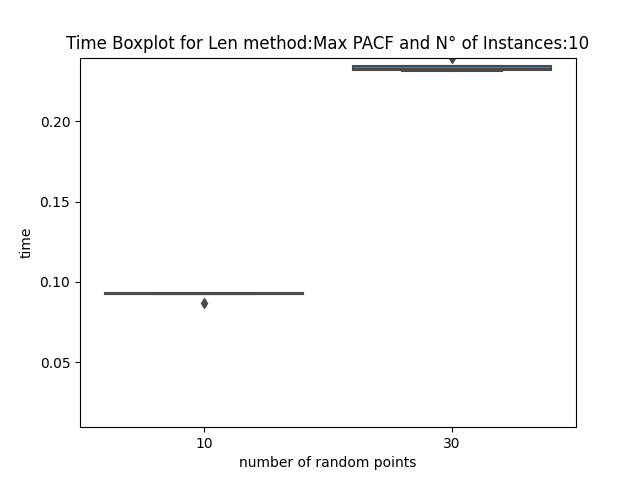 Time Boxplot for Len method:Max PACF and N° of Instances:10
0.20
0.15
time
0.10
0.05
10
30
number of random points